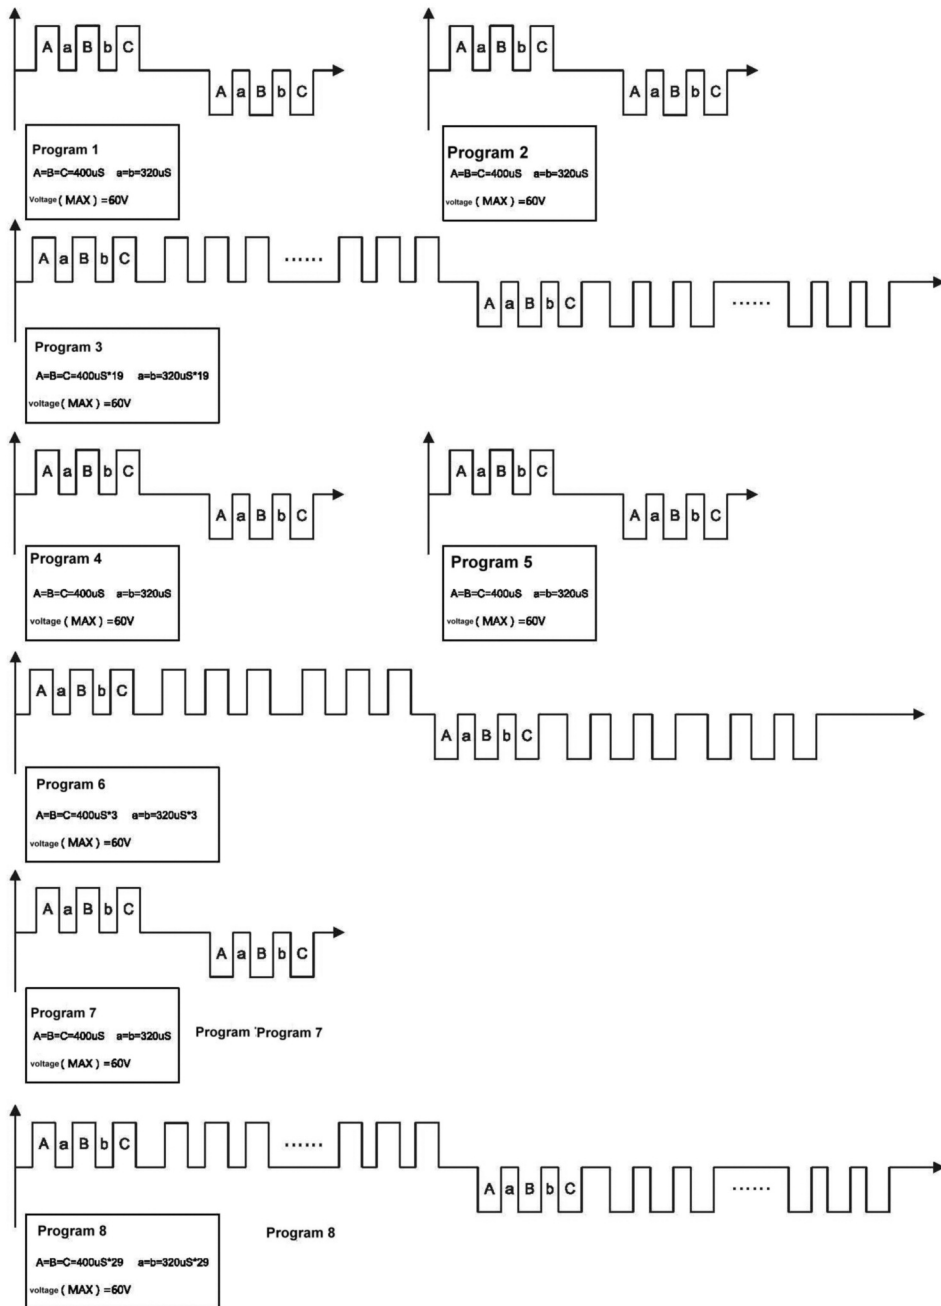 A a B b C
A a B b C
Program 1
A=B=C=400uS a=b=320uS
Voltage ( MAX ) =60V
A a B b C
A a B b C
Program 2
A=B=C=400uS a=b=320uS
voltage ( MAX ) =60V
A a B b C ······
A a B b C ······
Program 3
A=B=C=400uS*19 a=b=320uS*19
voltage ( MAX ) =60V
A a B b C
A a B b C
Program 4
A=B=C=400uS a=b=320uS
voltage ( MAX ) =60V
A a B b C
A a B b C
Program 5
A=B=C=400uS a=b=320uS
voltage ( MAX ) =60V
A a B b C
A a B b C
Program 6
A=B=C=400uS*3 a=b=320uS*3
voltage ( MAX ) =60V
A a B b C
A a B b C
Program 7
A=B=C=400uS a=b=320uS
voltage ( MAX ) =60V
Program Program 7
A a B b C ······
A a B b C ······
Program 8
A=B=C=400uS*29 a=b=320uS*29
voltage ( MAX ) =60V
Program 8